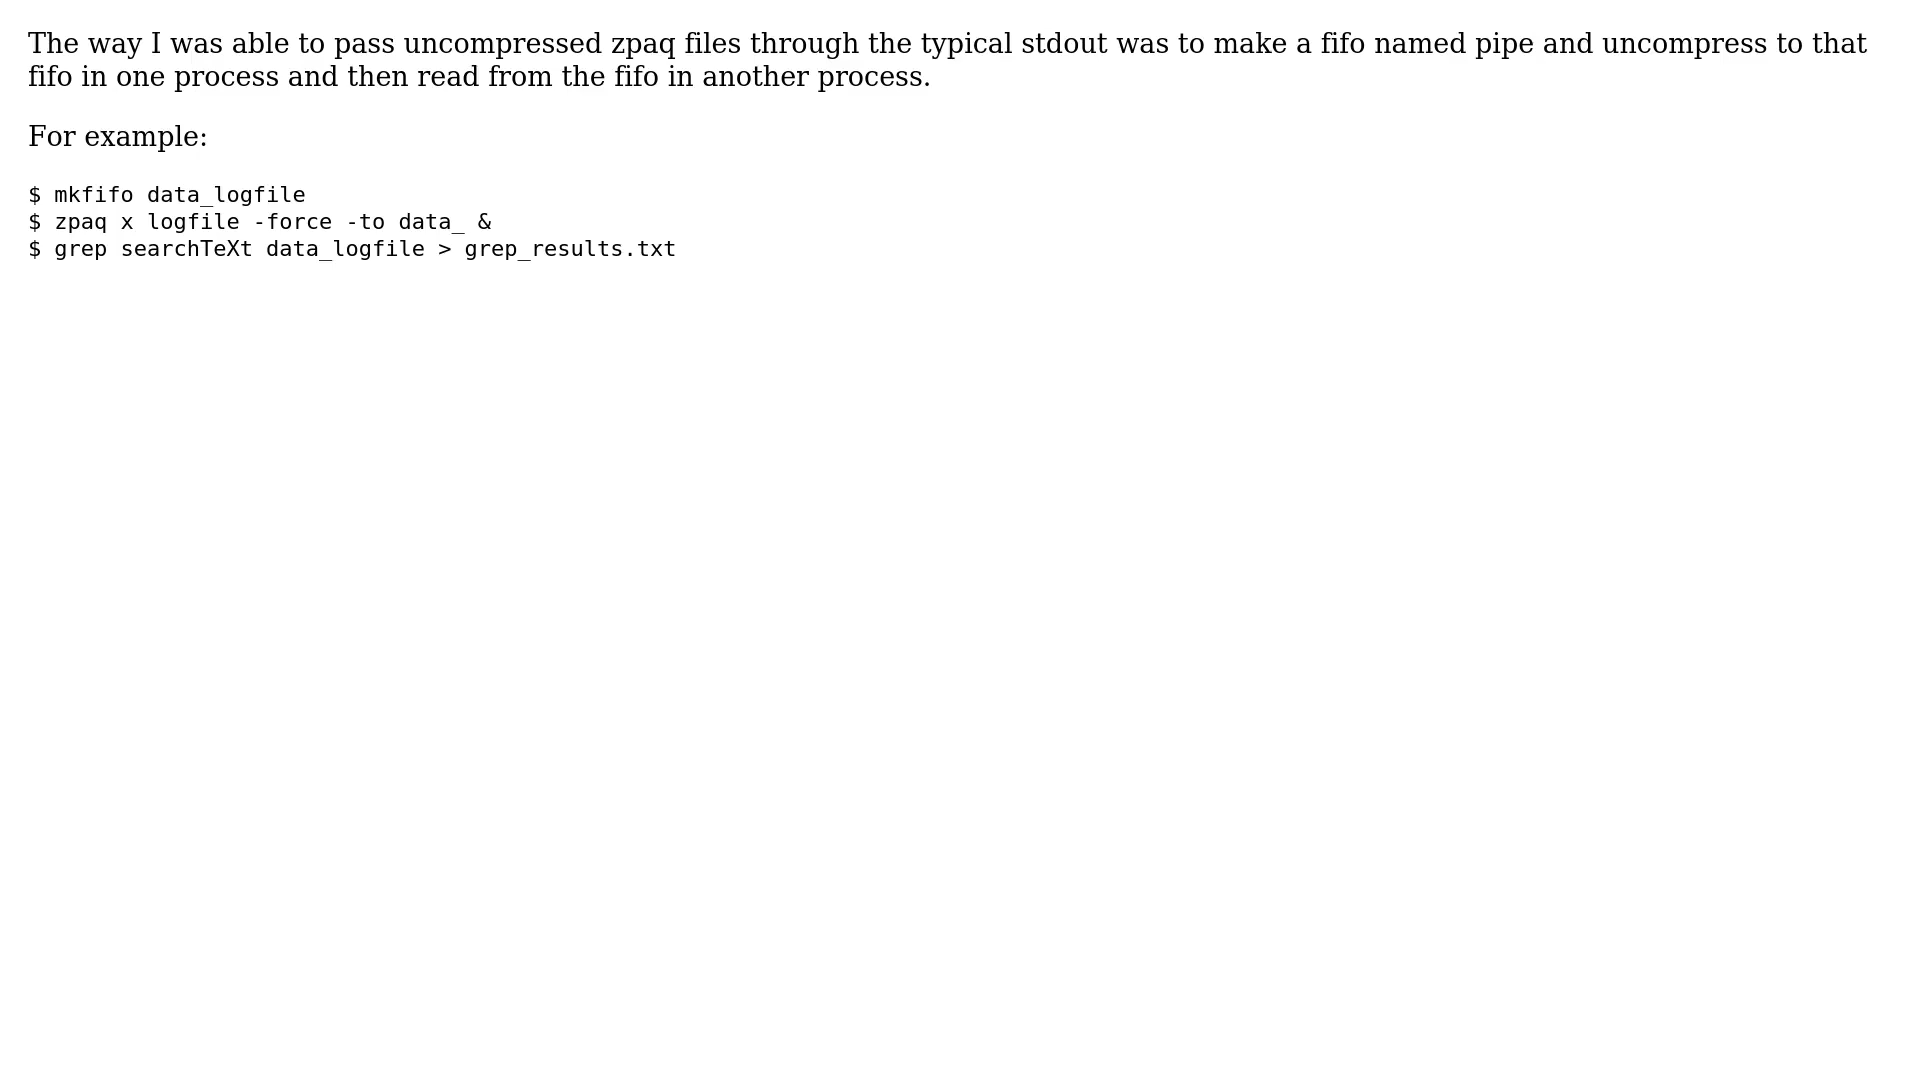 The way I was able to pass uncompressed zpaq files through the typical stdout was to make a fifo named pipe and uncompress to that
fifo in one process and then read from the fifo in another process.
For example:
$ mkfifo data_logfile
$ zpaq x logfile -force -to data_ &
$ grep searchTeXt data_logfile > grep_results.txt